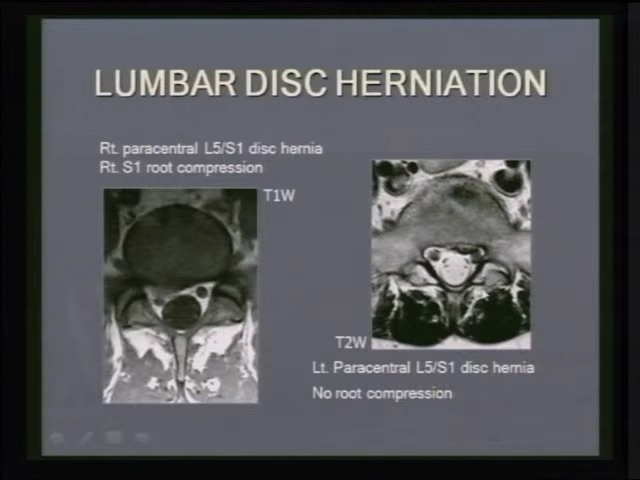 LUMBAR DISC HERNIATION
Rt. paracentral L5/S1 disc hernia
Rt. S1 root compression
T1W
T2W
Lt. Paracentral L5/S1 disc hernia
No root compression